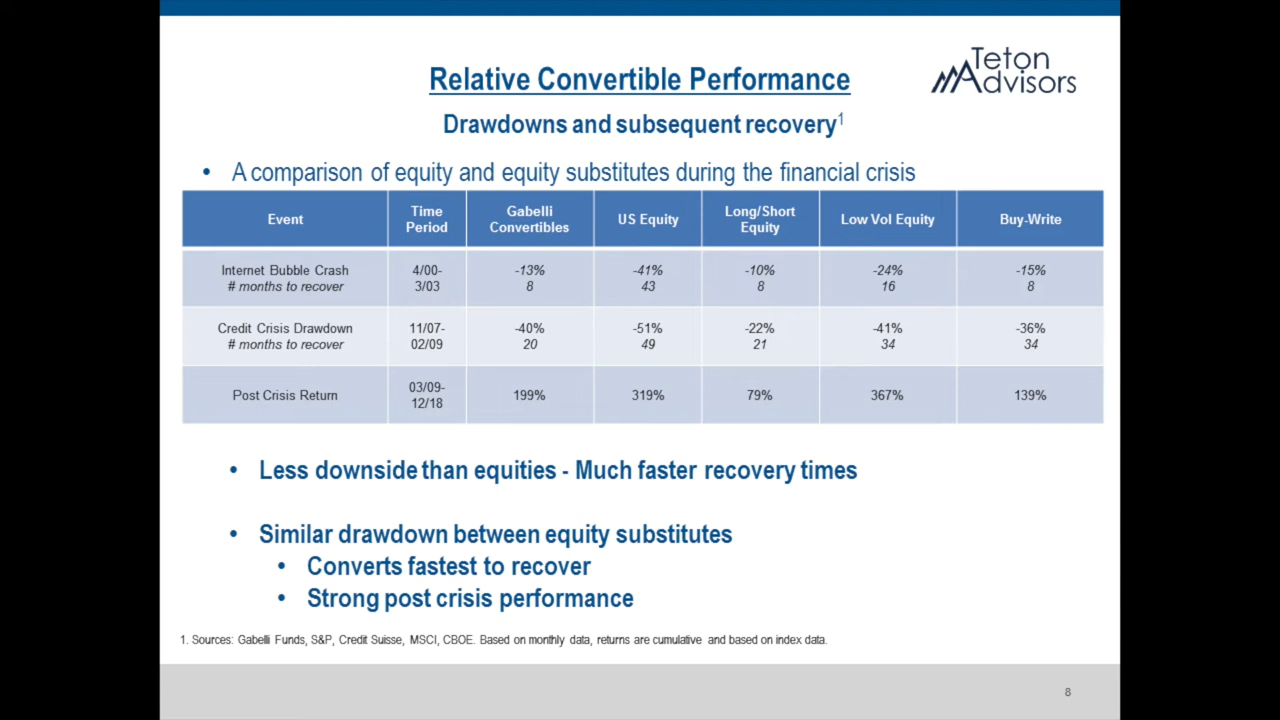 Teton
Advisors
Relative Convertible Performance
Drawdowns and subsequent recovery1
• A comparison of equity and equity substitutes during the financial crisis
Event Time Period Gabelli Convertibles US Equity Long/Short Equity Low Vol Equity Buy-Write
Internet Bubble Crash 4/00- -13% -41% -10% -24% -15%
# months to recover 3/03 8 43 8 16 8
Credit Crisis Drawdown 11/07- -40% -51% -22% -41% -36%
# months to recover 02/09 20 49 21 34 34
Post Crisis Return 03/09-12/18 199% 319% 79% 367% 139%
• Less downside than equities - Much faster recovery times
• Similar drawdown between equity substitutes
• Converts fastest to recover
• Strong post crisis performance
1. Sources: Gabelli Funds, S&P, Credit Suisse, MSCI, CBOE. Based on monthly data, returns are cumulative and based on index data.
8